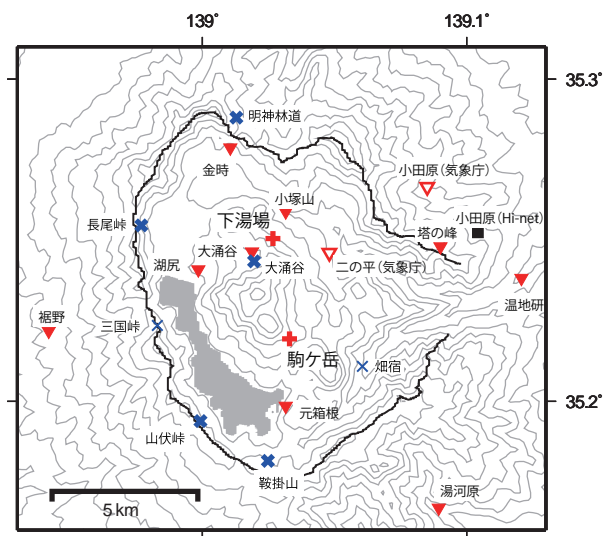 139°
139.1°
35.3°
明神林道
金時
小田原(気象庁)
小塚山
下湯場
小田原(Hi-net)
長尾峠
塔の峰
大涌谷
大涌谷
二の平(気象庁)
湖尻
温地研
裾野
三国峠
駒ケ岳
畑宿
35.2°
元箱根
山伏峠
鞍掛山
湯河原
5km